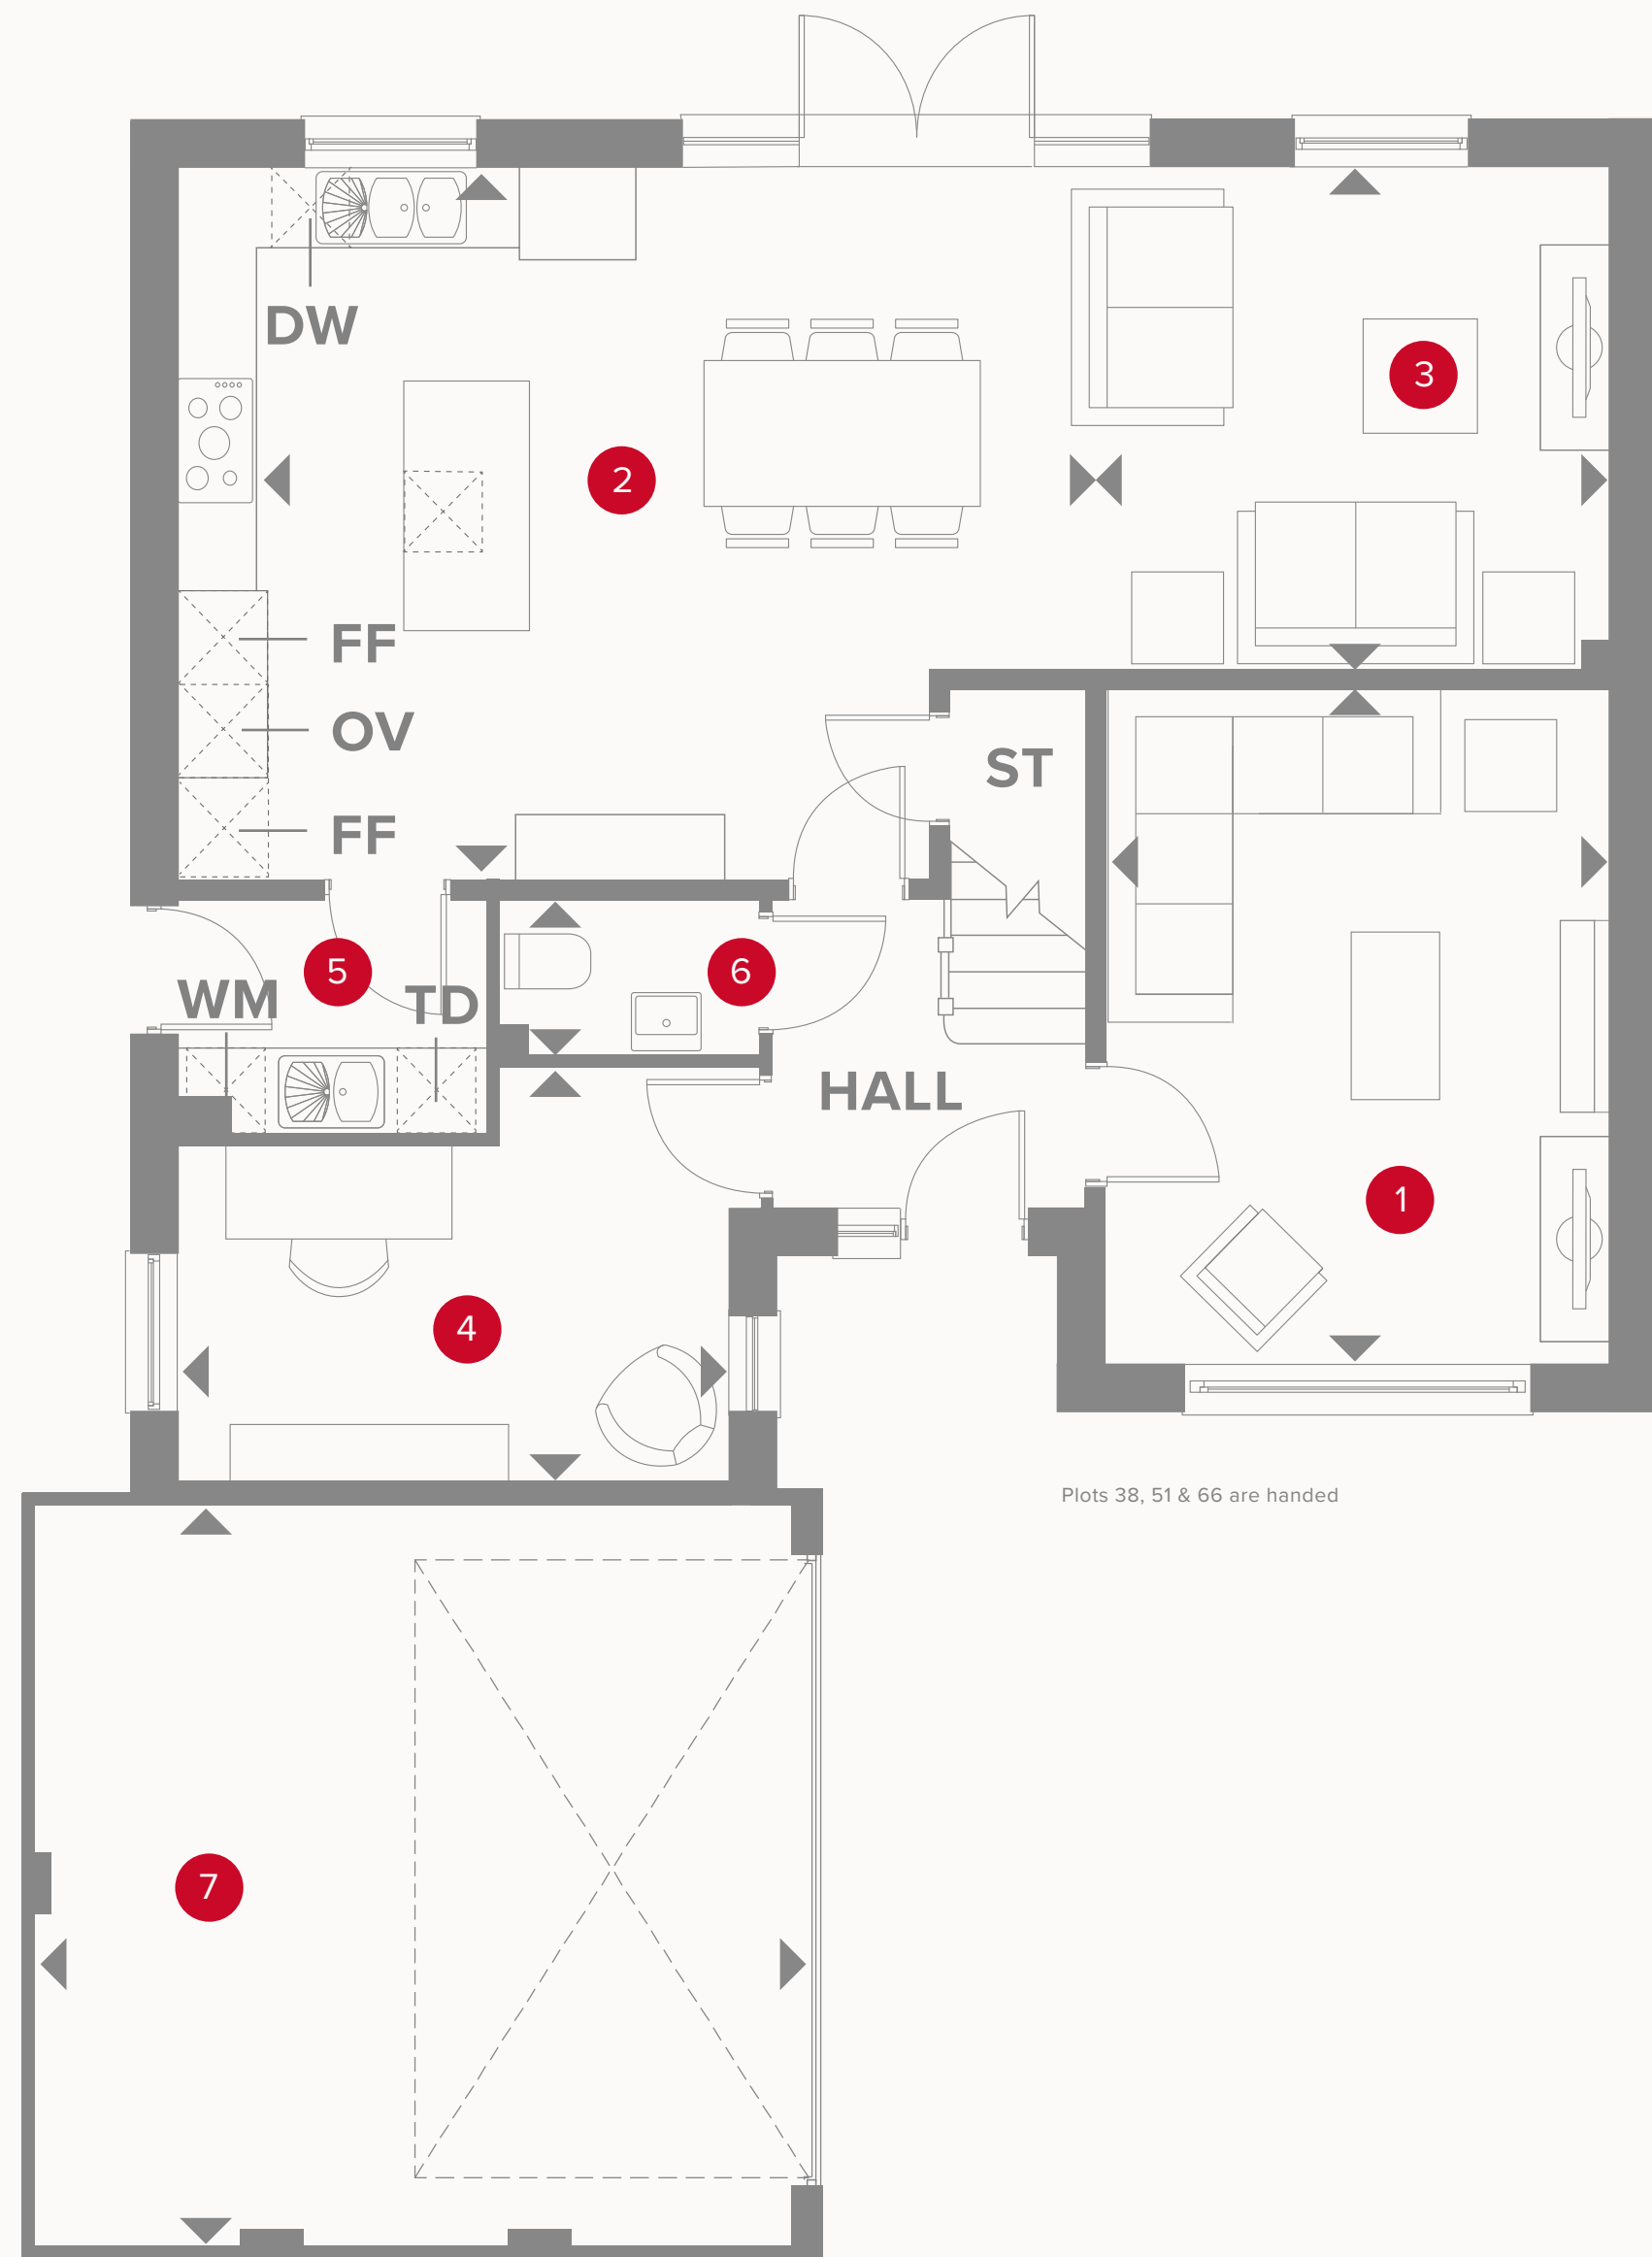 DW
3
2
FF
OV
ST
FF
5
6
WM
TD
HALL
1
4
Plots 38, 51 & 66 are handed
7